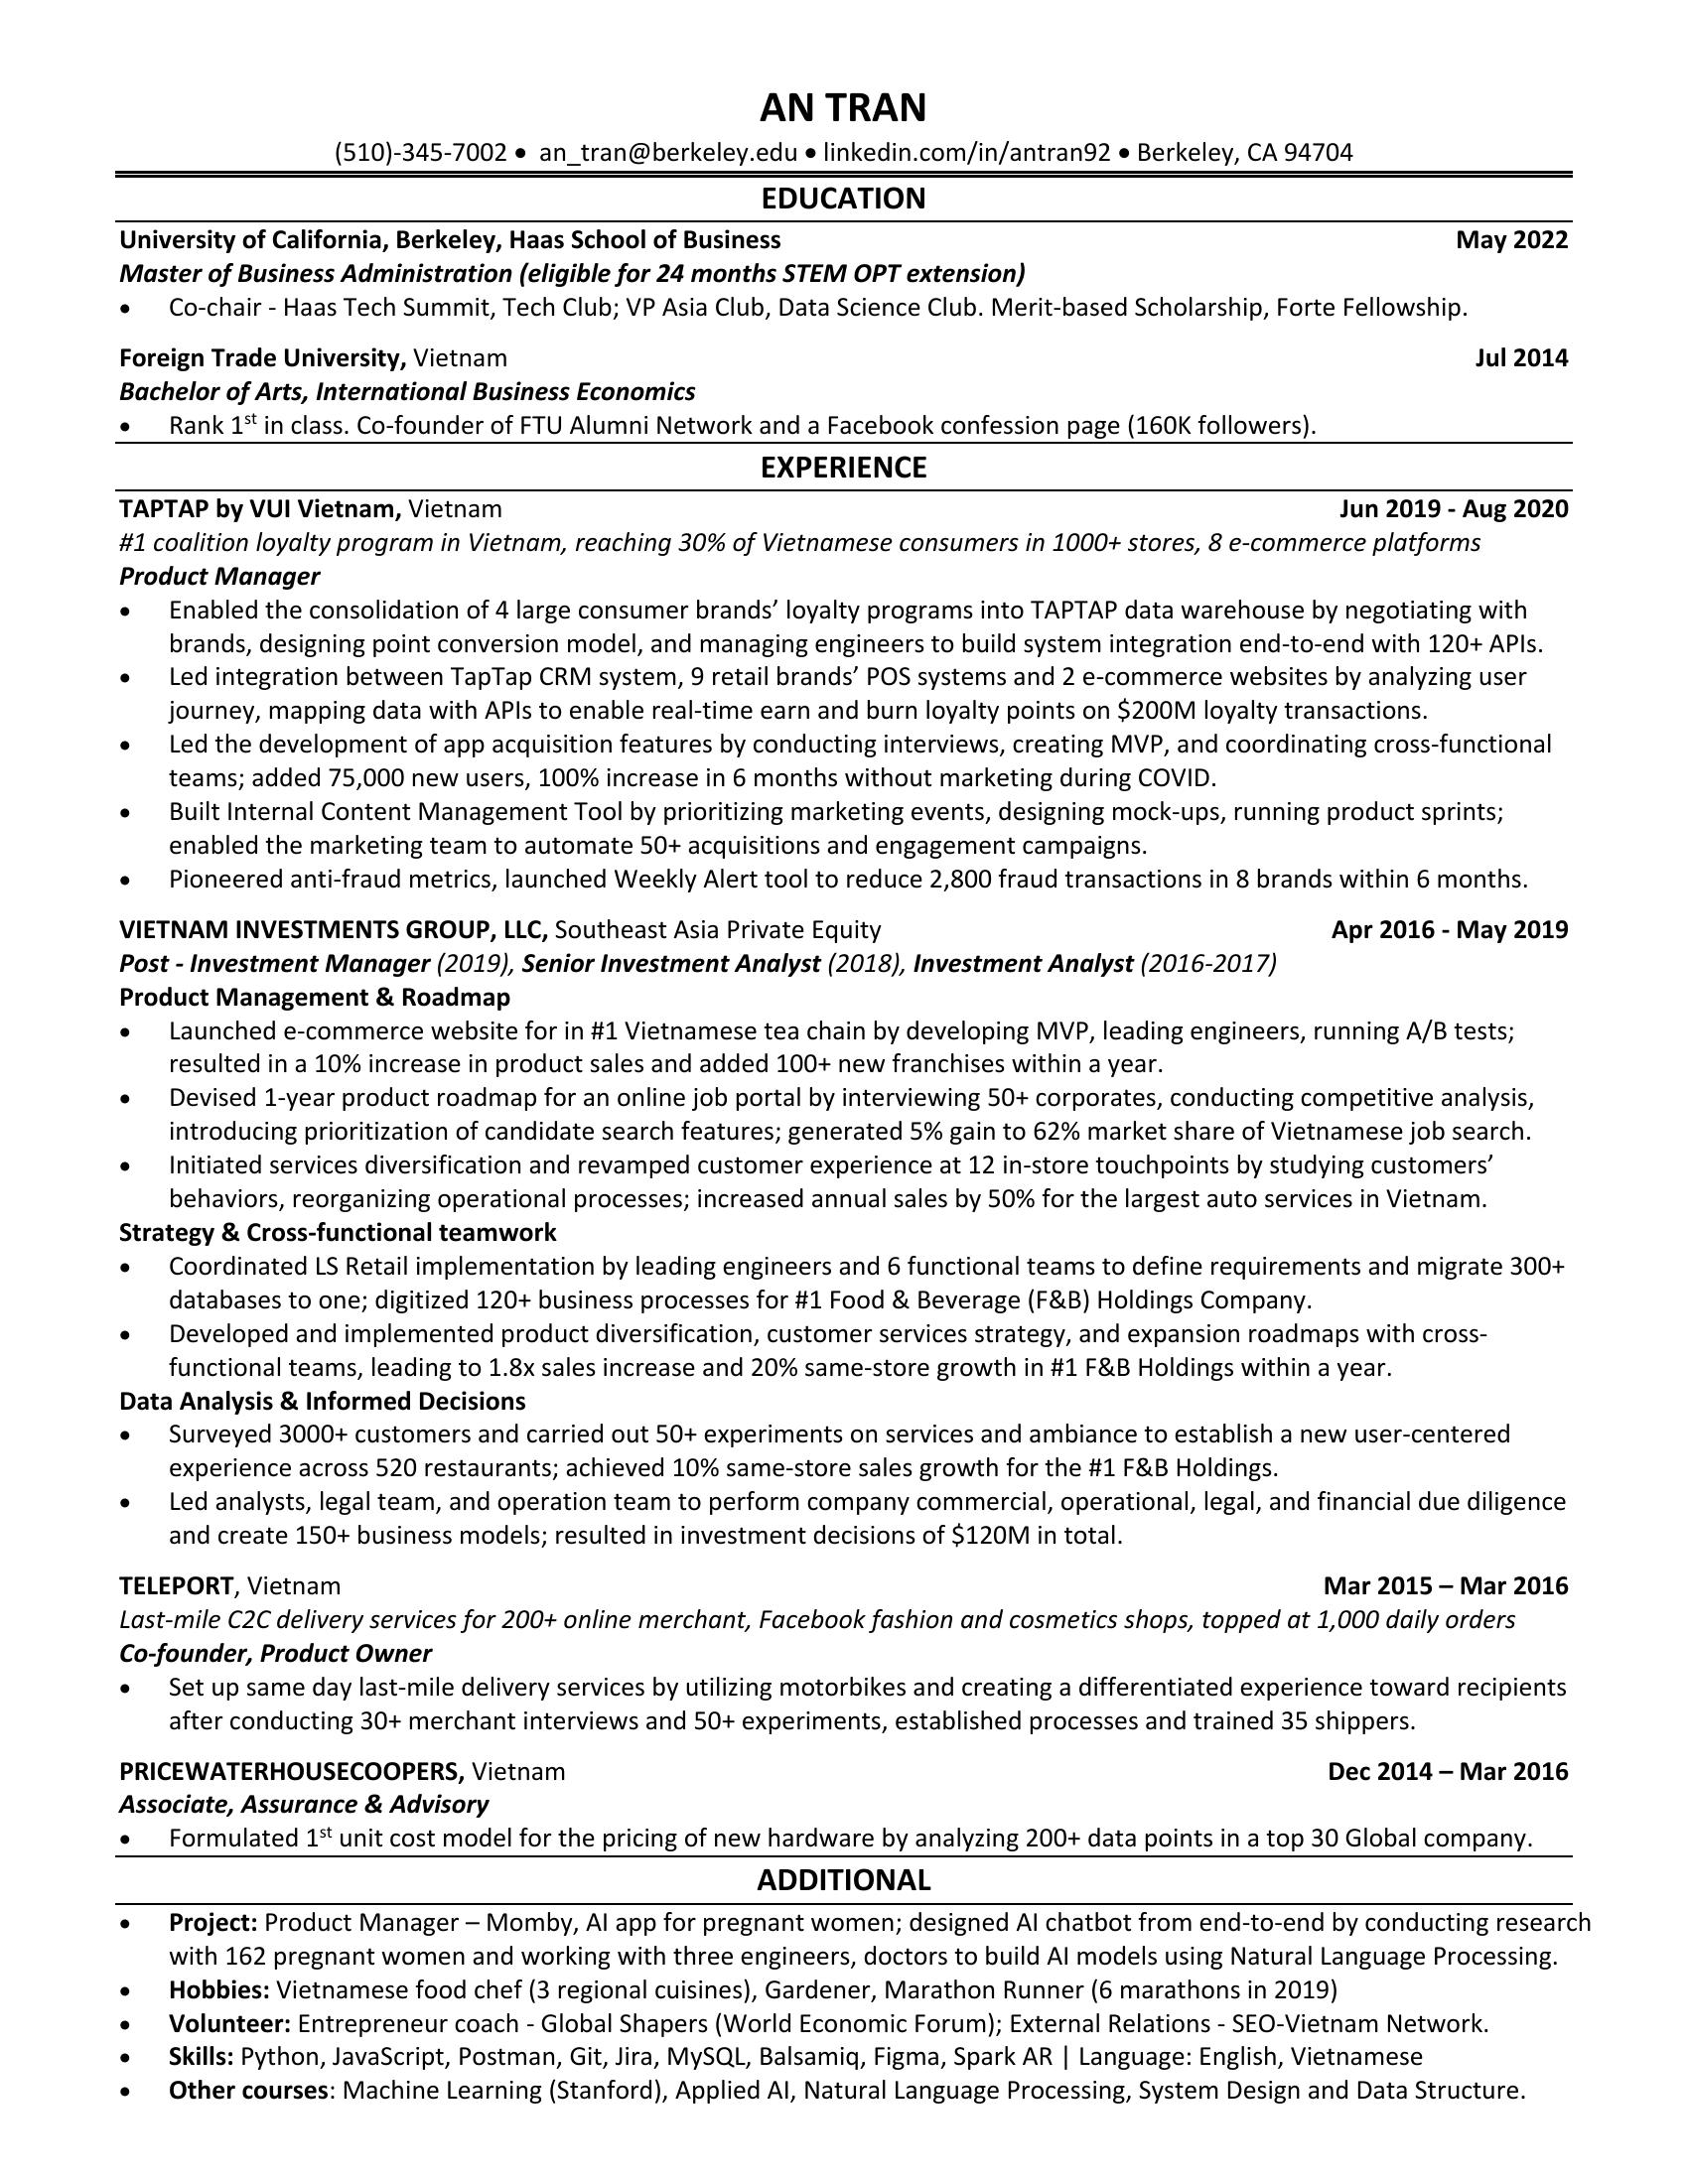 AN TRAN
(510)-345-7002 • an_tran@berkeley.edu • linkedin.com/in/antran92 • Berkeley, CA 94704
EDUCATION
University of California, Berkeley, Haas School of Business May 2022
Master of Business Administration (eligible for 24 months STEM OPT extension)
• Co-chair - Haas Tech Summit, Tech Club; VP Asia Club, Data Science Club. Merit-based Scholarship, Forte Fellowship.
Foreign Trade University, Vietnam Jul 2014
Bachelor of Arts, International Business Economics
• Rank 1st in class. Co-founder of FTU Alumni Network and a Facebook confession page (160K followers).
EXPERIENCE
TAPTAP by VUI Vietnam, Vietnam Jun 2019 - Aug 2020
#1 coalition loyalty program in Vietnam, reaching 30% of Vietnamese consumers in 1000+ stores, 8 e-commerce platforms
Product Manager
• Enabled the consolidation of 4 large consumer brands’ loyalty programs into TAPTAP data warehouse by negotiating with
brands, designing point conversion model, and managing engineers to build system integration end-to-end with 120+ APIs.
• Led integration between TapTap CRM system, 9 retail brands’ POS systems and 2 e-commerce websites by analyzing user
journey, mapping data with APIs to enable real-time earn and burn loyalty points on $200M loyalty transactions.
• Led the development of app acquisition features by conducting interviews, creating MVP, and coordinating cross-functional
teams; added 75,000 new users, 100% increase in 6 months without marketing during COVID.
• Built Internal Content Management Tool by prioritizing marketing events, designing mock-ups, running product sprints;
enabled the marketing team to automate 50+ acquisitions and engagement campaigns.
• Pioneered anti-fraud metrics, launched Weekly Alert tool to reduce 2,800 fraud transactions in 8 brands within 6 months.
VIETNAM INVESTMENTS GROUP, LLC, Southeast Asia Private Equity Apr 2016 - May 2019
Post - Investment Manager (2019), Senior Investment Analyst (2018), Investment Analyst (2016-2017)
Product Management & Roadmap
• Launched e-commerce website for in #1 Vietnamese tea chain by developing MVP, leading engineers, running A/B tests;
resulted in a 10% increase in product sales and added 100+ new franchises within a year.
• Devised 1-year product roadmap for an online job portal by interviewing 50+ corporates, conducting competitive analysis,
introducing prioritization of candidate search features; generated 5% gain to 62% market share of Vietnamese job search.
• Initiated services diversification and revamped customer experience at 12 in-store touchpoints by studying customers’
behaviors, reorganizing operational processes; increased annual sales by 50% for the largest auto services in Vietnam.
Strategy & Cross-functional teamwork
• Coordinated LS Retail implementation by leading engineers and 6 functional teams to define requirements and migrate 300+
databases to one; digitized 120+ business processes for #1 Food & Beverage (F&B) Holdings Company.
• Developed and implemented product diversification, customer services strategy, and expansion roadmaps with cross-
functional teams, leading to 1.8x sales increase and 20% same-store growth in #1 F&B Holdings within a year.
Data Analysis & Informed Decisions
• Surveyed 3000+ customers and carried out 50+ experiments on services and ambiance to establish a new user-centered
experience across 520 restaurants; achieved 10% same-store sales growth for the #1 F&B Holdings.
• Led analysts, legal team, and operation team to perform company commercial, operational, legal, and financial due diligence
and create 150+ business models; resulted in investment decisions of $120M in total.
TELEPORT, Vietnam Mar 2015 – Mar 2016
Last-mile C2C delivery services for 200+ online merchant, Facebook fashion and cosmetics shops, topped at 1,000 daily orders
Co-founder, Product Owner
• Set up same day last-mile delivery services by utilizing motorbikes and creating a differentiated experience toward recipients
after conducting 30+ merchant interviews and 50+ experiments, established processes and trained 35 shippers.
PRICEWATERHOUSECOOPERS, Vietnam Dec 2014 – Mar 2016
Associate, Assurance & Advisory
• Formulated 1st unit cost model for the pricing of new hardware by analyzing 200+ data points in a top 30 Global company.
ADDITIONAL
• Project: Product Manager – Momby, AI app for pregnant women; designed AI chatbot from end-to-end by conducting research
with 162 pregnant women and working with three engineers, doctors to build AI models using Natural Language Processing.
• Hobbies: Vietnamese food chef (3 regional cuisines), Gardener, Marathon Runner (6 marathons in 2019)
• Volunteer: Entrepreneur coach - Global Shapers (World Economic Forum); External Relations - SEO-Vietnam Network.
• Skills: Python, JavaScript, Postman, Git, Jira, MySQL, Balsamiq, Figma, Spark AR | Language: English, Vietnamese
• Other courses: Machine Learning (Stanford), Applied AI, Natural Language Processing, System Design and Data Structure.